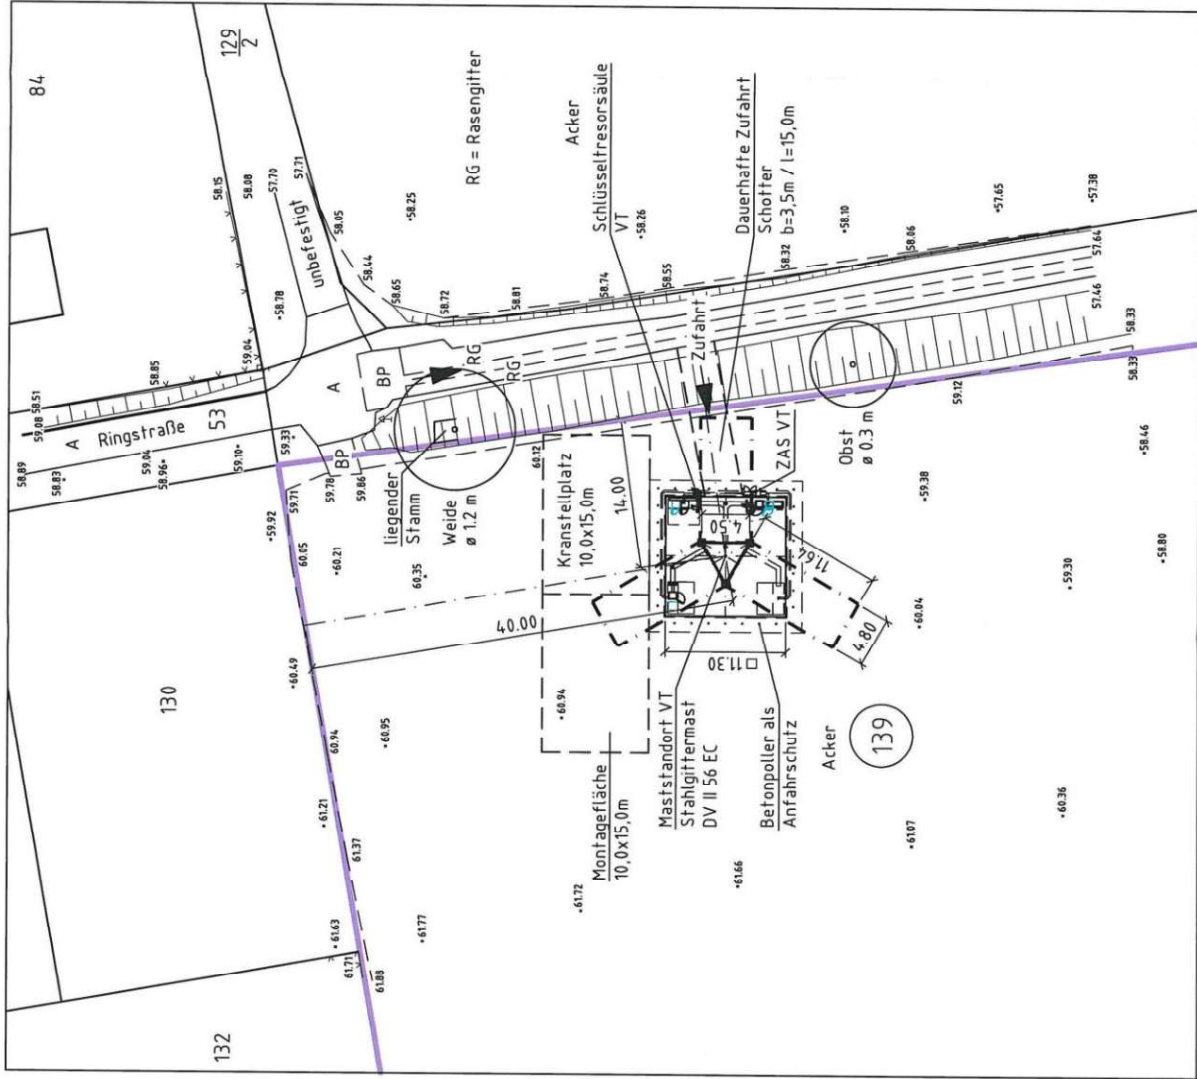 84
129
2
130
132
53
139
A
Ringstraße
A
BP
BP
RG
RG
unbefestigt
RG = Rasengitter
Acker
Schlüsseltresorsäule
VT
Dauerhafte Zufahrt
Schotter
b=3,5m / l=15,0m
Zufahrt
ZAS VT
Obst
ø 0.3 m
liegender
Stamm
Weide
ø 1.2 m
Kranstellplatz
10,0x15,0m
Montagefläche
10,0x15,0m
Maststandort VT
Stahlgittermast
DV II 56 EC
Betonpoller als
Anfahrschutz
Acker
14.00
40.00
4.50
11.64
4.80
□11.30
58.15
58.08
57.70
57.71
58.05
58.25
58.78
58.44
58.65
58.72
58.81
58.74
58.55
58.26
58.32
58.10
58.06
57.65
57.38
57.64
57.46
58.33
58.33
59.12
58.46
59.38
59.30
58.80
60.04
60.36
61.07
61.66
61.72
61.77
60.94
60.95
60.49
60.94
61.21
61.37
61.63
61.71
61.88
60.35
60.21
60.05
59.92
59.71
59.78
59.86
59.33
60.12
59.10
59.04
58.96
58.83
58.89
59.08
58.51
58.85
59.04